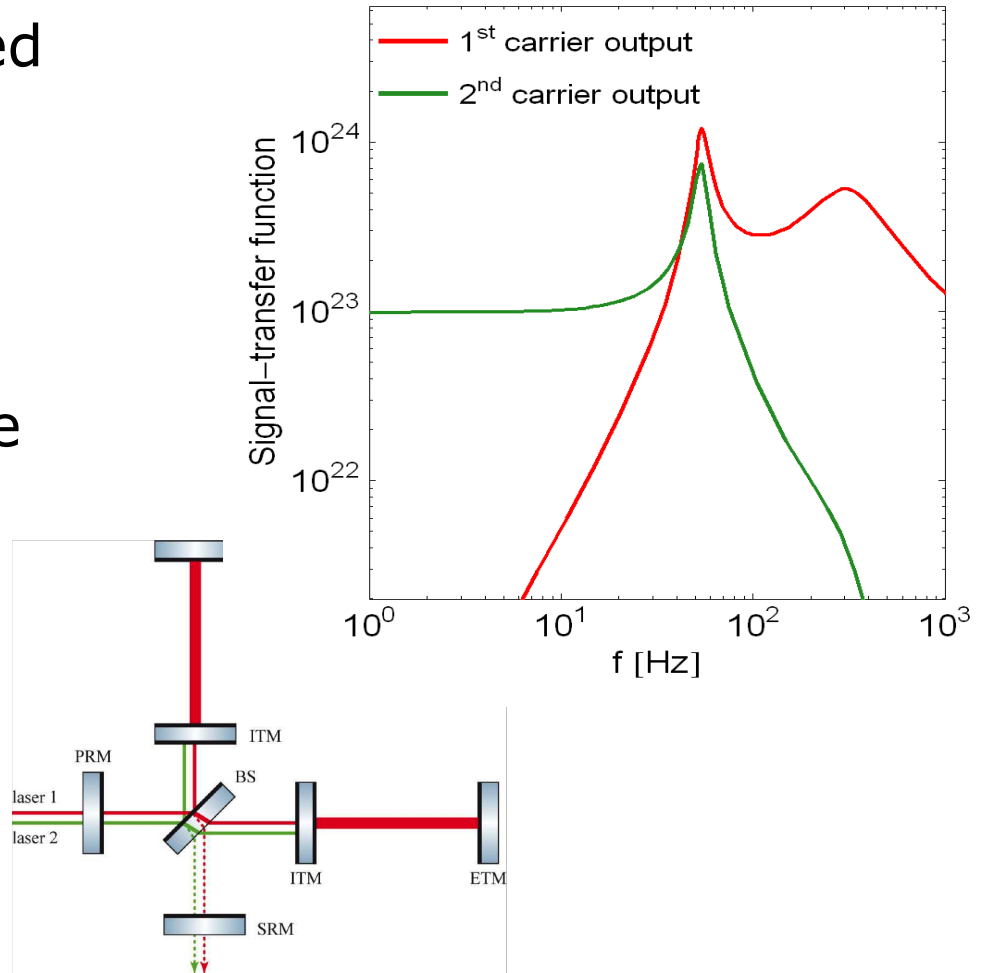 ed
e
1st carrier output
2nd carrier output
Signal-transfer function
10^24
10^23
10^22
10^0 10^1 10^2 10^3
f [Hz]
ITM
PRM
BS
laser 1
laser 2
ITM
ETM
SRM